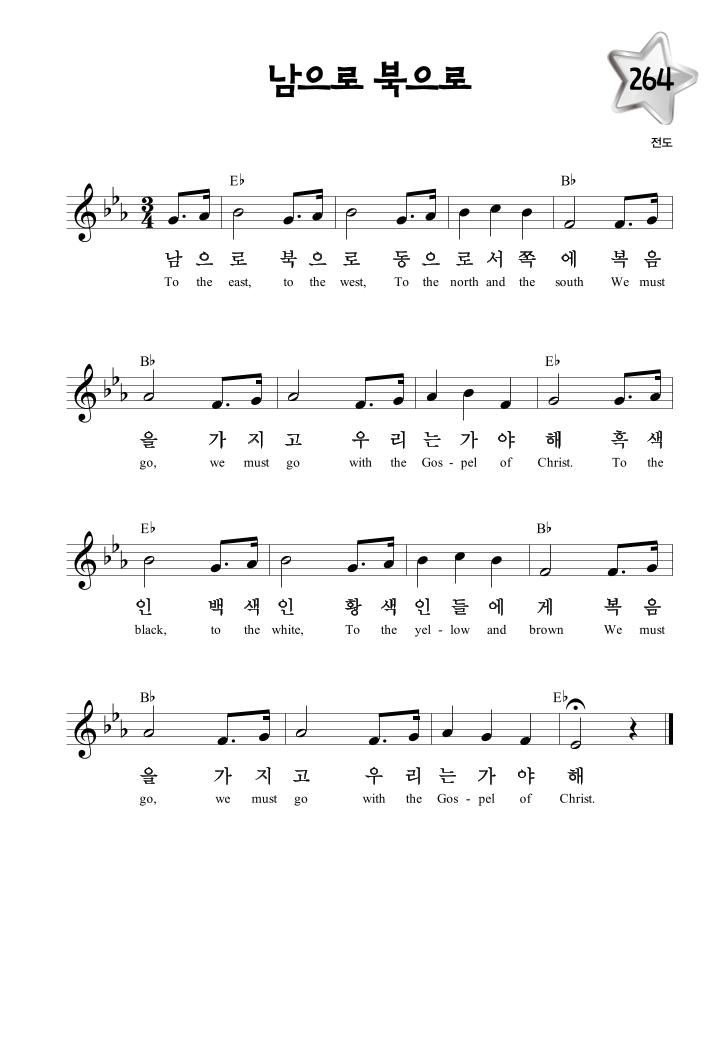 남으로 북으로
264
전도
E♭ B♭
3
4
남 으 로 북 으 로 동 으 로 서 쪽 에 복 음
To the east, to the west, To the north and the south We must
B♭ E♭
을 가 지 고 우 리 는 가 야 해 흑 색
go, we must go with the Gos - pel of Christ. To the
E♭ B♭
인 백 색 인 황 색 인 들 에 게 복 음
black, to the white, To the yel - low and brown We must
B♭ E♭
을 가 지 고 우 리 는 가 야 해
go, we must go with the Gos - pel of Christ.